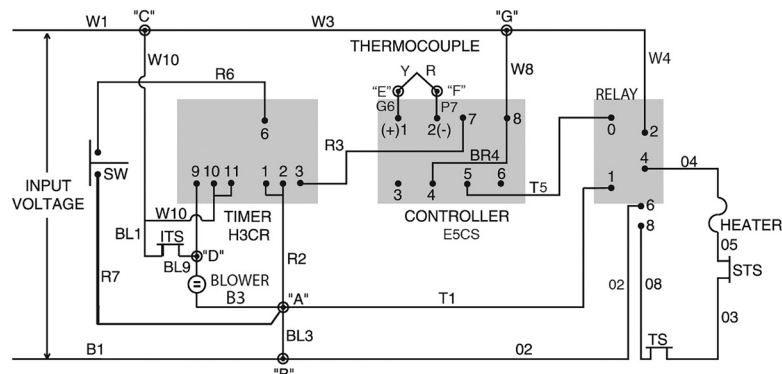 W1 "C" W3 "G"
W10 THERMOCOUPLE W4
R6 Y R W8
"E" "F" RELAY
G6 P7
6 (+)1 2(-) 7 8 0 2
R3 BR4 4 04
9 10 11 1 2 3 1
SW 3 4 5 6 T5 6
INPUT
VOLTAGE
W10 TIMER CONTROLLER 8 HEATER
BL1 H3CR E5CS
ITS 05
R7 BL9 "D" R2 STS
BLOWER 02 08
B3 "A" T1 03
BL3 TS
B1 02
"B"